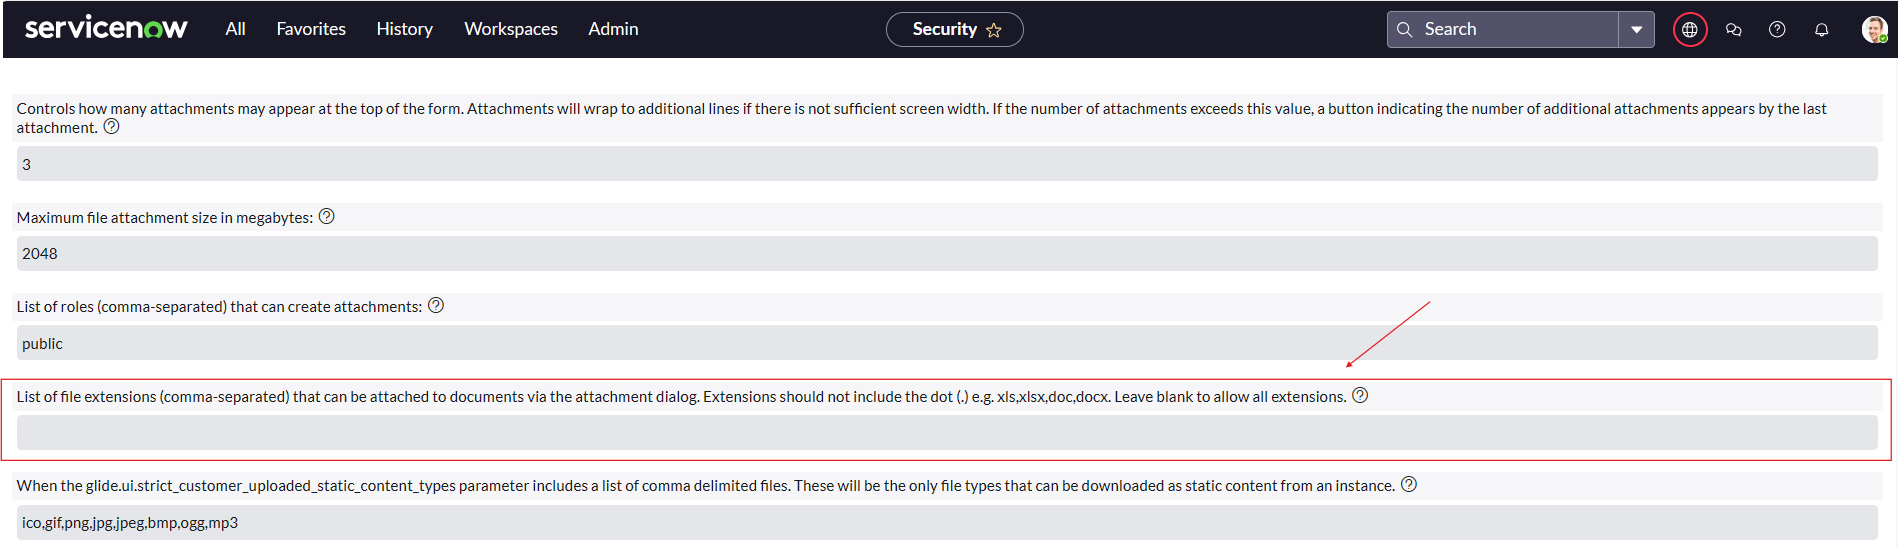 servicenow All Favorites History Workspaces Admin Security Search
Controls how many attachments may appear at the top of the form. Attachments will wrap to additional lines if there is not sufficient screen width. If the number of attachments exceeds this value, a button indicating the number of additional attachments appears by the last
attachment.
3
Maximum file attachment size in megabytes:
2048
List of roles (comma-separated) that can create attachments:
public
List of file extensions (comma-separated) that can be attached to documents via the attachment dialog. Extensions should not include the dot (.) e.g. xls,xlsx,doc,docx. Leave blank to allow all extensions.
When the glide.ui.strict_customer_uploaded_static_content_types parameter includes a list of comma delimited files. These will be the only file types that can be downloaded as static content from an instance.
ico,gif,png,jpg,jpeg,bmp,ogg,mp3